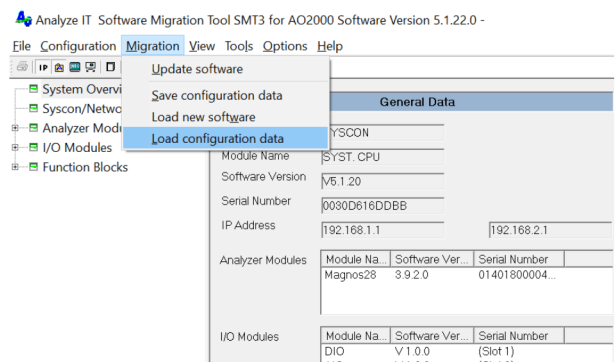 Analyze IT Software Migration Tool SMT3 for AO2000 Software Version 5.1.22.0 -
File Configuration Migration View Tools Options Help
IP
Update software
Save configuration data
Load new software
Load configuration data
System Overvi
Syscon/Netwo
Analyzer Modu
I/O Modules
Function Blocks
General Data
YSCON
Module Name SYST. CPU
Software Version V5.1.20
Serial Number 0030D616DDBB
IP Address 192.168.1.1 192.168.2.1
Analyzer Modules Module Na... Software Ver... Serial Number
Magnos28 3.9.2.0 01401800004...
I/O Modules Module Na... Software Ver... Serial Number
DIO V 1.0.0 (Slot 1)